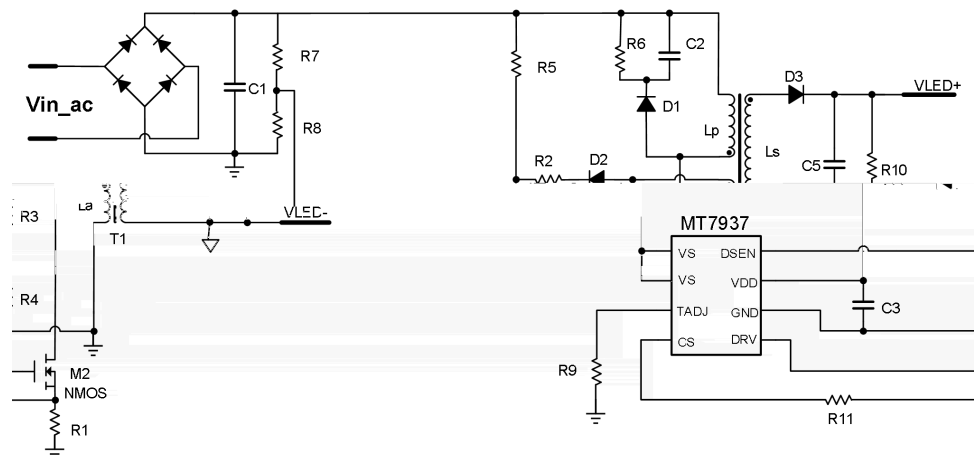 R7
R6
C2
R5
D3
VLED+
Vin_ac
C1
D1
R8
Lp
Ls
C5
R2
D2
R10
R3
La
VLED-
T1
MT7937
VS
DSEN
VS
VDD
R4
TADJ
GND
C3
CS
DRV
M2
R9
NMOS
R11
R1